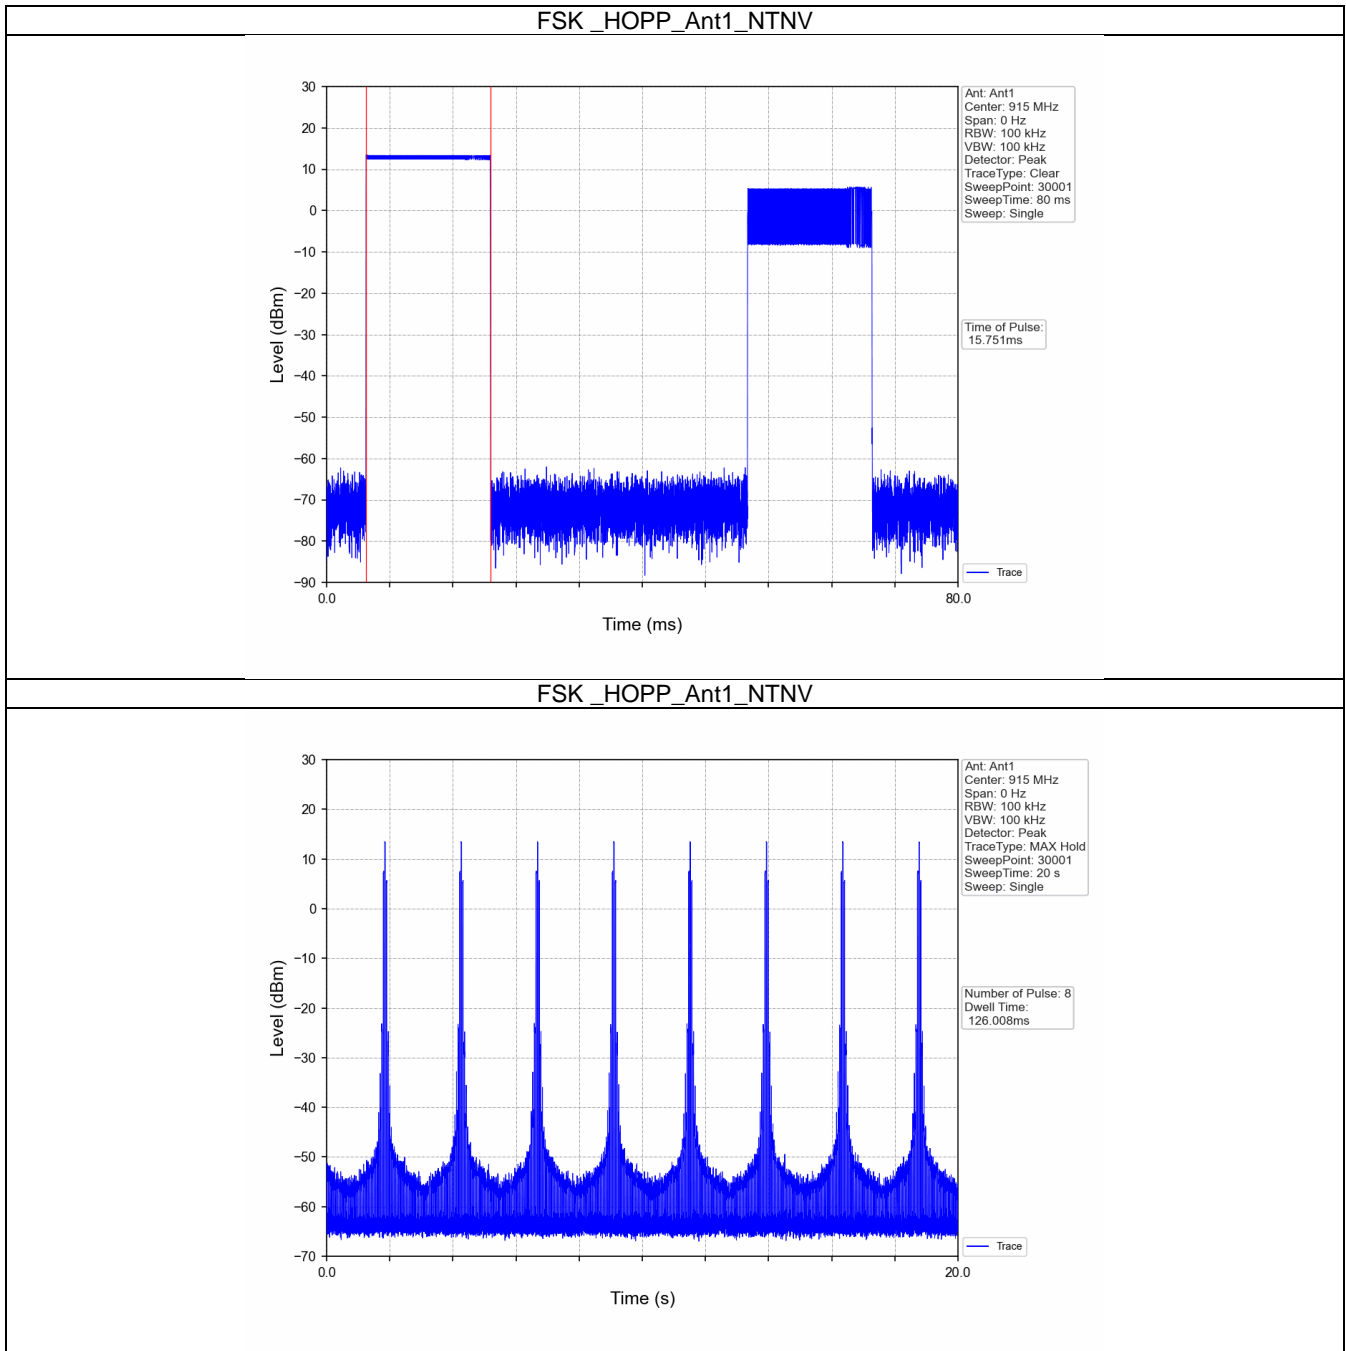 FSK _HOPP_Ant1_NTNV
30
20
10
0
−10
−20
−30
−40
−50
−60
−70
−80
−90
Level (dBm)
0.0
80.0
Time (ms)
Ant: Ant1
Center: 915 MHz
Span: 0 Hz
RBW: 100 kHz
VBW: 100 kHz
Detector: Peak
TraceType: Clear
SweepPoint: 30001
SweepTime: 80 ms
Sweep: Single
Time of Pulse:
15.751ms
Trace
FSK _HOPP_Ant1_NTNV
30
20
10
0
−10
−20
−30
−40
−50
−60
−70
Level (dBm)
0.0
20.0
Time (s)
Ant: Ant1
Center: 915 MHz
Span: 0 Hz
RBW: 100 kHz
VBW: 100 kHz
Detector: Peak
TraceType: MAX Hold
SweepPoint: 30001
SweepTime: 20 s
Sweep: Single
Number of Pulse: 8
Dwell Time:
126.008ms
Trace